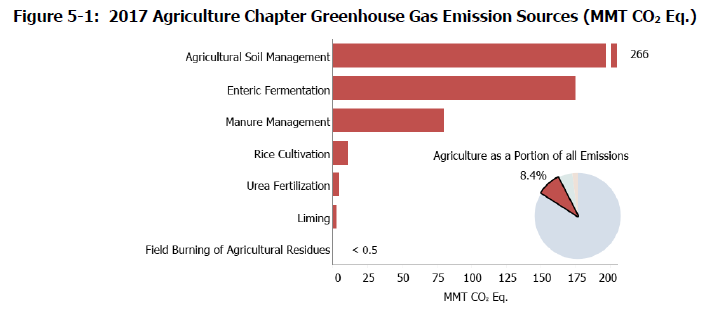 Figure 5-1: 2017 Agriculture Chapter Greenhouse Gas Emission Sources (MMT CO₂ Eq.)
Agricultural Soil Management
266
Enteric Fermentation
Manure Management
Rice Cultivation
Agriculture as a Portion of all Emissions
8.4%
Urea Fertilization
Liming
Field Burning of Agricultural Residues
< 0.5
0 25 50 75 100 125 150 175 200
MMT CO₂ Eq.